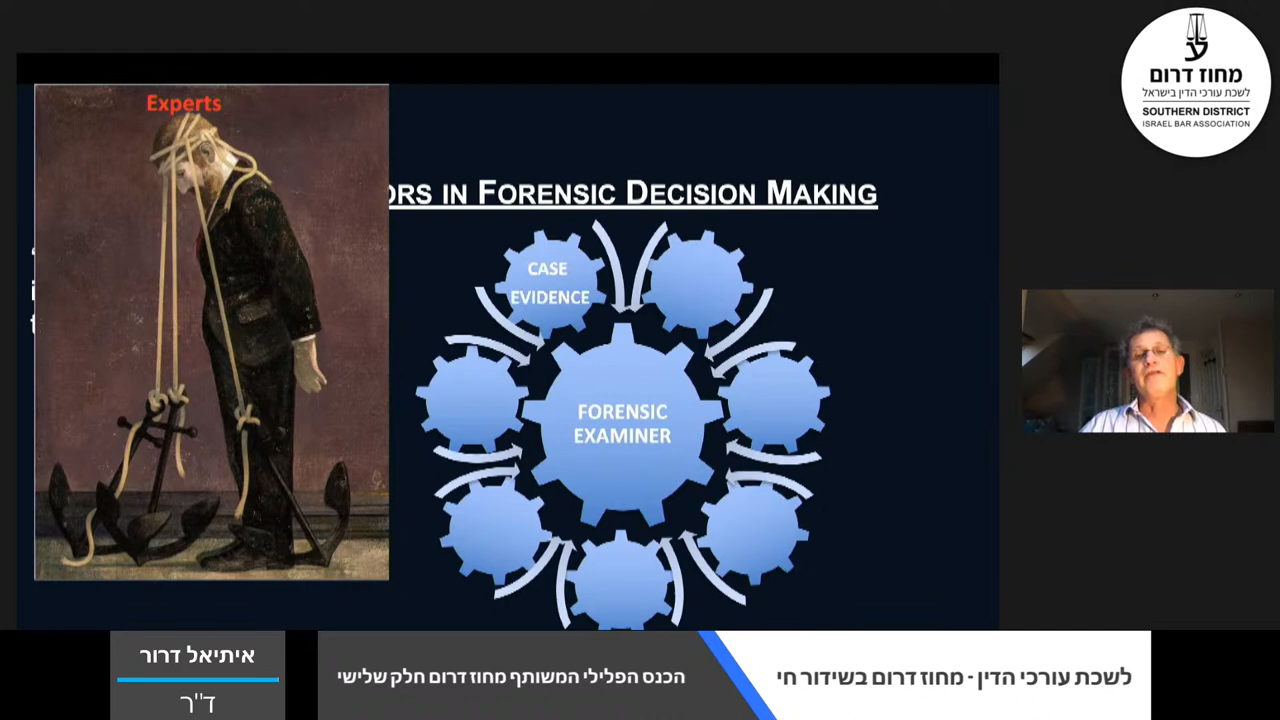 Experts
ORS IN FORENSIC DECISION MAKING
CASE
EVIDENCE
FORENSIC
EXAMINER
מחוז דרום
לשכת עורכי הדין בישראל
SOUTHERN DISTRICT
ISRAEL BAR ASSOCIATION
איתיאל דרור
ד"ר
הכנס הפלילי המשותף מחוז דרום חלק שלישי
לשכת עורכי הדין - מחוז דרום בשידור חי